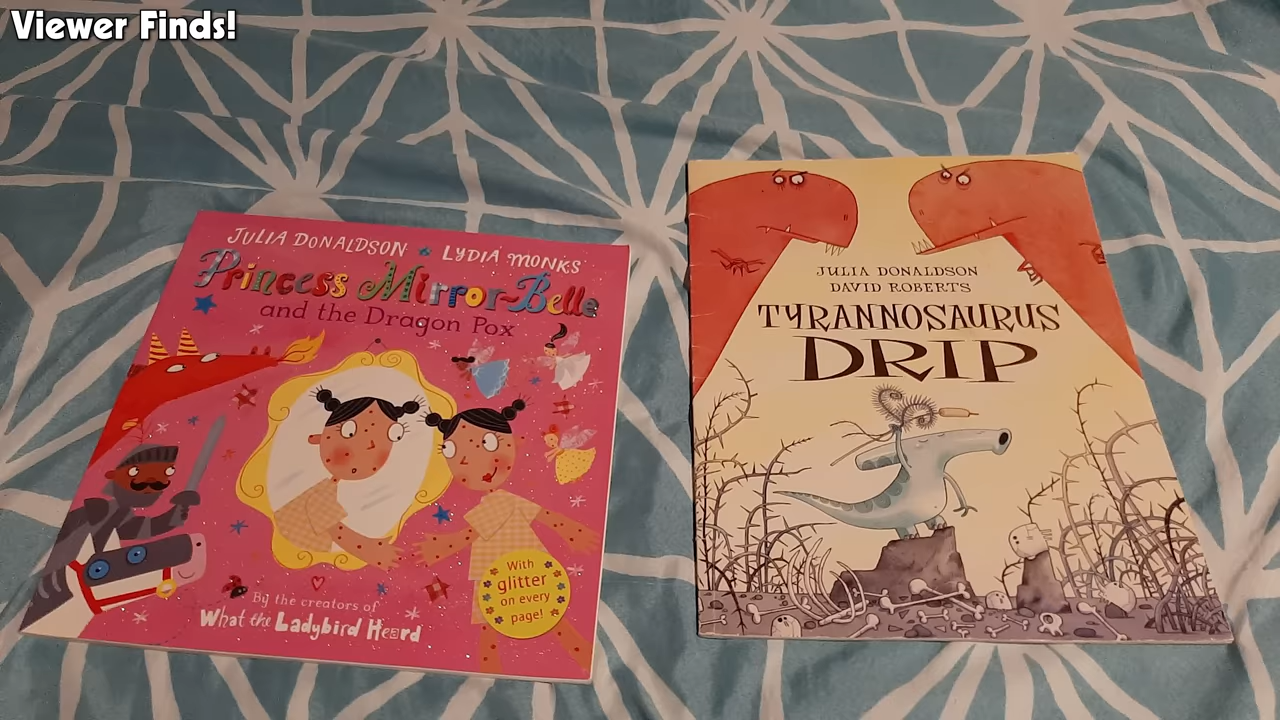 Viewer Finds!
JULIA DONALDSON ★ LYDIA MONKS
Princess Mirror-Belle
and the Dragon Pox
With
glitter
on every
page!
By the creators of
What the Ladybird Heard
JULIA DONALDSON
DAVID ROBERTS
TYRANNOSAURUS
DRIP